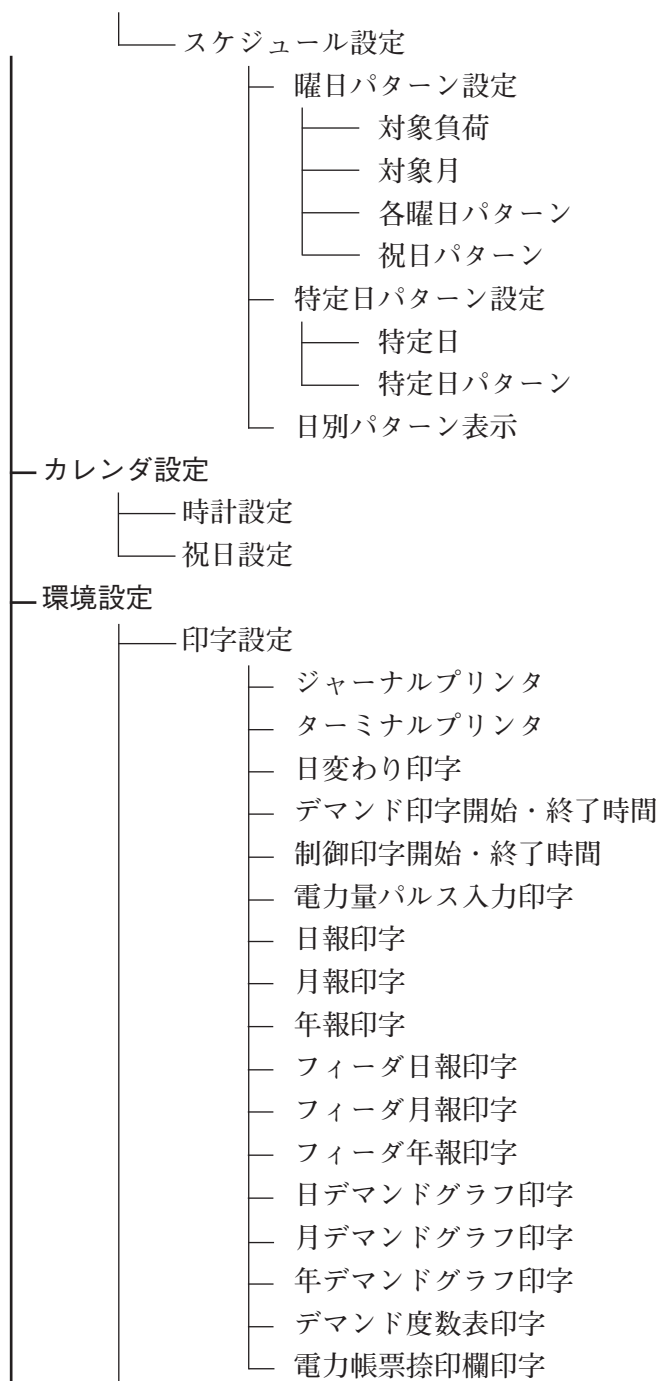 スケジュール設定
曜日パターン設定
対象負荷
対象月
各曜日パターン
祝日パターン
特定日パターン設定
特定日
特定日パターン
日別パターン表示
カレンダ設定
時計設定
祝日設定
環境設定
印字設定
ジャーナルプリンタ
ターミナルプリンタ
日変わり印字
デマンド印字開始・終了時間
制御印字開始・終了時間
電力量パルス入力印字
日報印字
月報印字
年報印字
フィーダ日報印字
フィーダ月報印字
フィーダ年報印字
日デマンドグラフ印字
月デマンドグラフ印字
年デマンドグラフ印字
デマンド度数表印字
電力帳票捺印欄印字